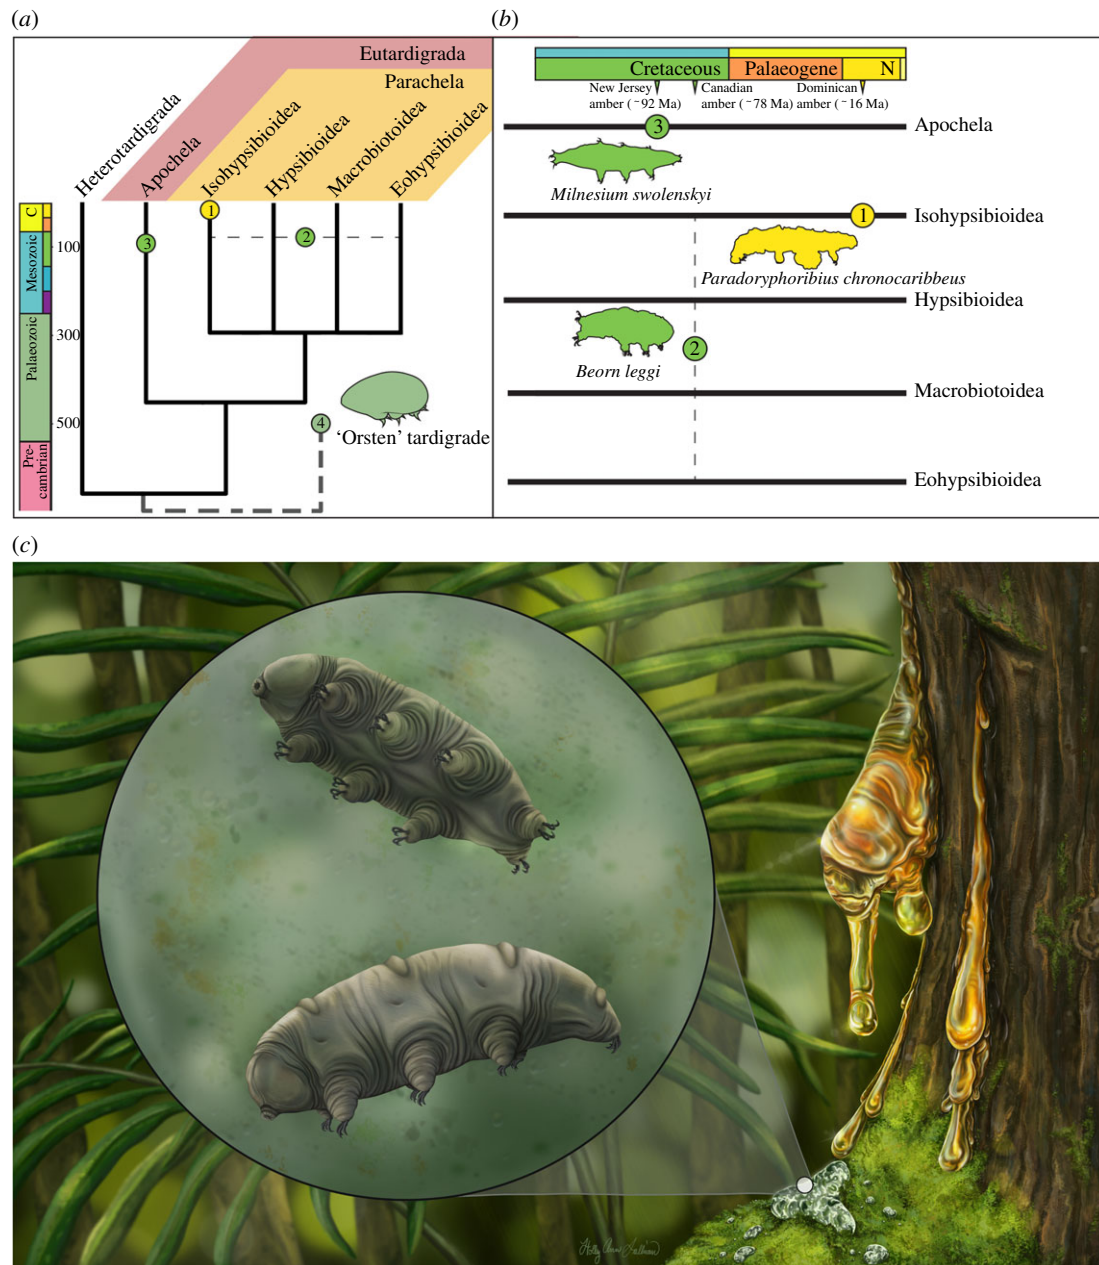 (a)
Eutardigrada
Parachela
Heterotardigrada
Apochela
Isohypsibioidea
Hypsibioidea
Macrobiotoidea
Eohypsibioidea
C
Mesozoic
Palaeozoic
Pre-
cambrian
100
300
500
1
2
3
4
'Orsten' tardigrade
(b)
Cretaceous
Palaeogene
N
New Jersey
amber (~92 Ma)
Canadian
amber (~78 Ma)
Dominican
amber (~16 Ma)
3
Apochela
Milnesium swolenskyi
1
Isohypsibioidea
Paradoryphoribius chronocaribbeus
Hypsibioidea
2
Beorn leggi
Macrobiotoidea
Eohypsibioidea
(c)
Holly Ann